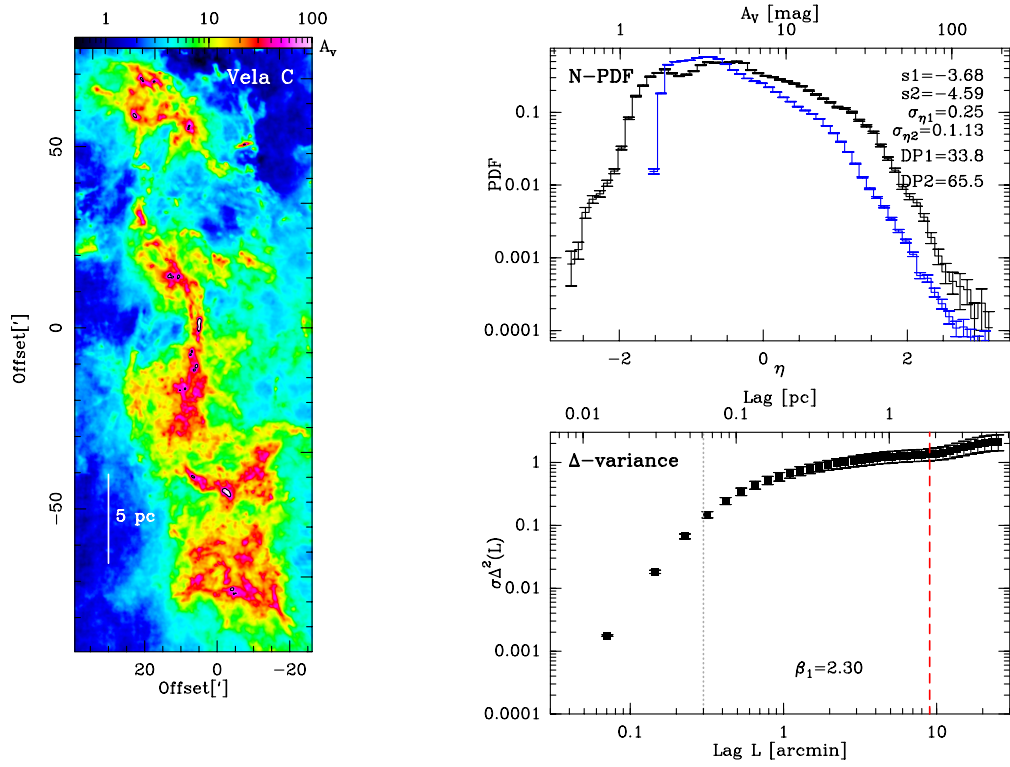 1 10 100
A_V
Vela C
50
0
−50
Offset[′]
5 pc
20 0 −20
Offset[′]
A_V [mag]
1 10 100
N−PDF
s1=−3.68
s2=−4.59
σ_η1=0.25
σ_η2=0.1.13
DP1=33.8
DP2=65.5
PDF
0.1
0.01
0.001
0.0001
−2 0 2
η
Lag [pc]
0.01 0.1 1
Δ−variance
σΔ²(L)
1
0.1
0.01
0.001
0.0001
β₁=2.30
0.1 1 10
Lag L [arcmin]